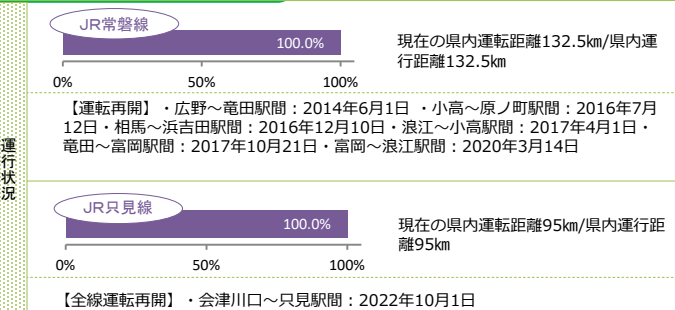 JR常磐線
100.0%
0%
50%
100%
現在の県内運転距離132.5㎞/県内運
行距離132.5㎞
【運転再開】・広野～竜田駅間：2014年6月1日 ・小高～原ノ町駅間：2016年7月
12日・相馬～浜吉田駅間：2016年12月10日・浪江～小高駅間：2017年4月1日・
竜田～富岡駅間：2017年10月21日・富岡～浪江駅間：2020年3月14日
運行状況
JR只見線
100.0%
0%
50%
100%
現在の県内運転距離95㎞/県内運行距
離95㎞
【全線運転再開】・会津川口～只見駅間：2022年10月1日